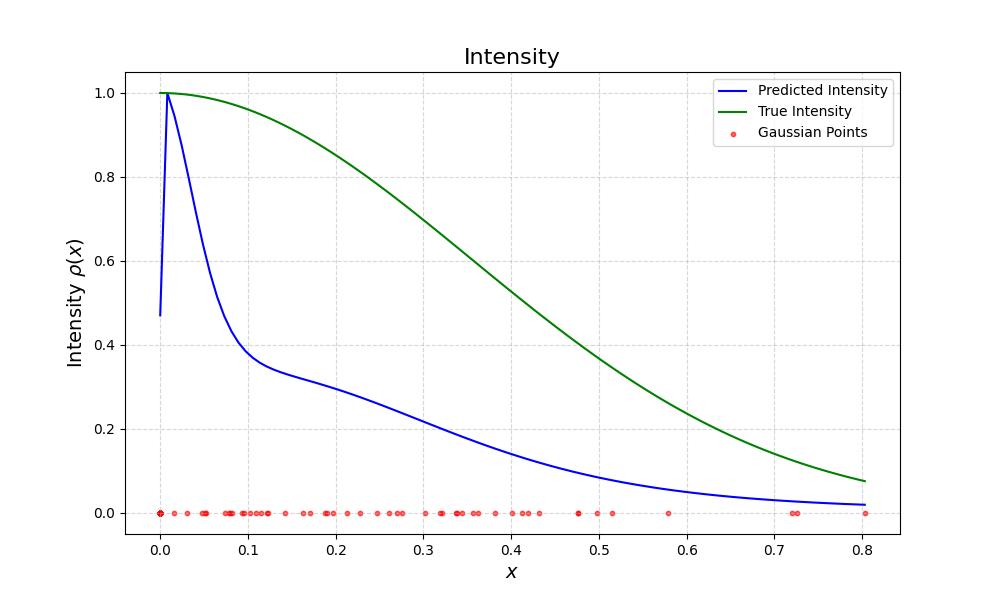 Intensity
Predicted Intensity
True Intensity
Gaussian Points
Intensity ρ(x)
1.0
0.8
0.6
0.4
0.2
0.0
0.0 0.1 0.2 0.3 0.4 0.5 0.6 0.7 0.8
x